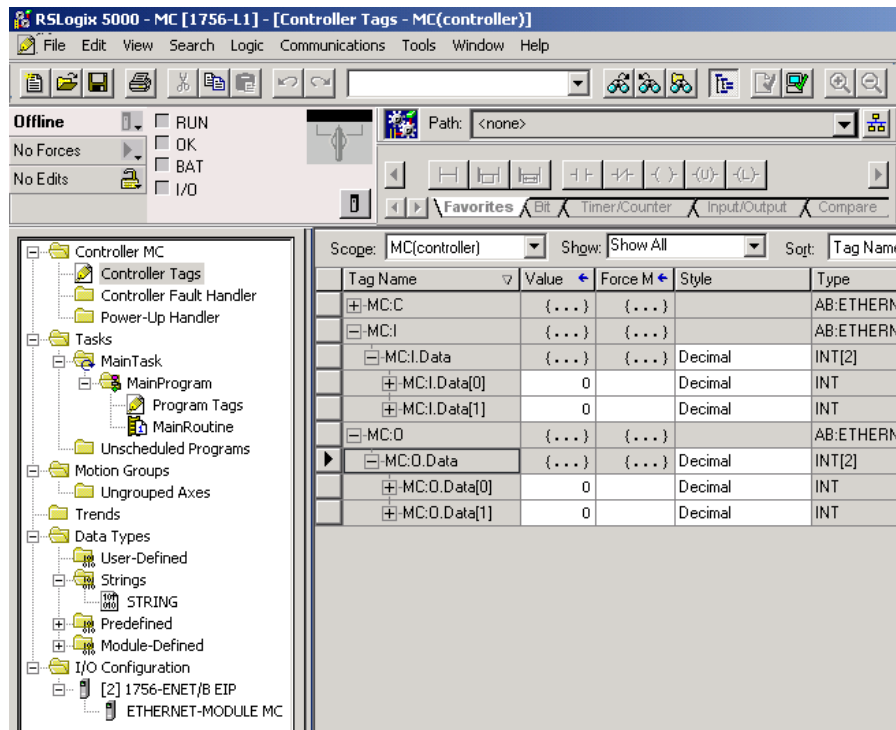 RSLogix 5000 - MC [1756-L1] - [Controller Tags - MC(controller)]
File Edit View Search Logic Communications Tools Window Help
Offline
RUN
No Forces
OK
No Edits
BAT
I/O
Path: <none>
Favorites Bit Timer/Counter Input/Output Compare
Controller MC
Controller Tags
Controller Fault Handler
Power-Up Handler
Tasks
MainTask
MainProgram
Program Tags
MainRoutine
Unscheduled Programs
Motion Groups
Ungrouped Axes
Trends
Data Types
User-Defined
Strings
STRING
Predefined
Module-Defined
I/O Configuration
[2] 1756-ENET/B EIP
ETHERNET-MODULE MC
Scope: MC(controller) Show: Show All Sort: Tag Name
Tag Name Value Force M Style Type
MC:C {...} {...} AB:ETHERN
MC:I {...} {...} AB:ETHERN
MC:I.Data {...} {...} Decimal INT[2]
MC:I.Data[0] 0 Decimal INT
MC:I.Data[1] 0 Decimal INT
MC:O {...} {...} AB:ETHERN
MC:O.Data {...} {...} Decimal INT[2]
MC:O.Data[0] 0 Decimal INT
MC:O.Data[1] 0 Decimal INT